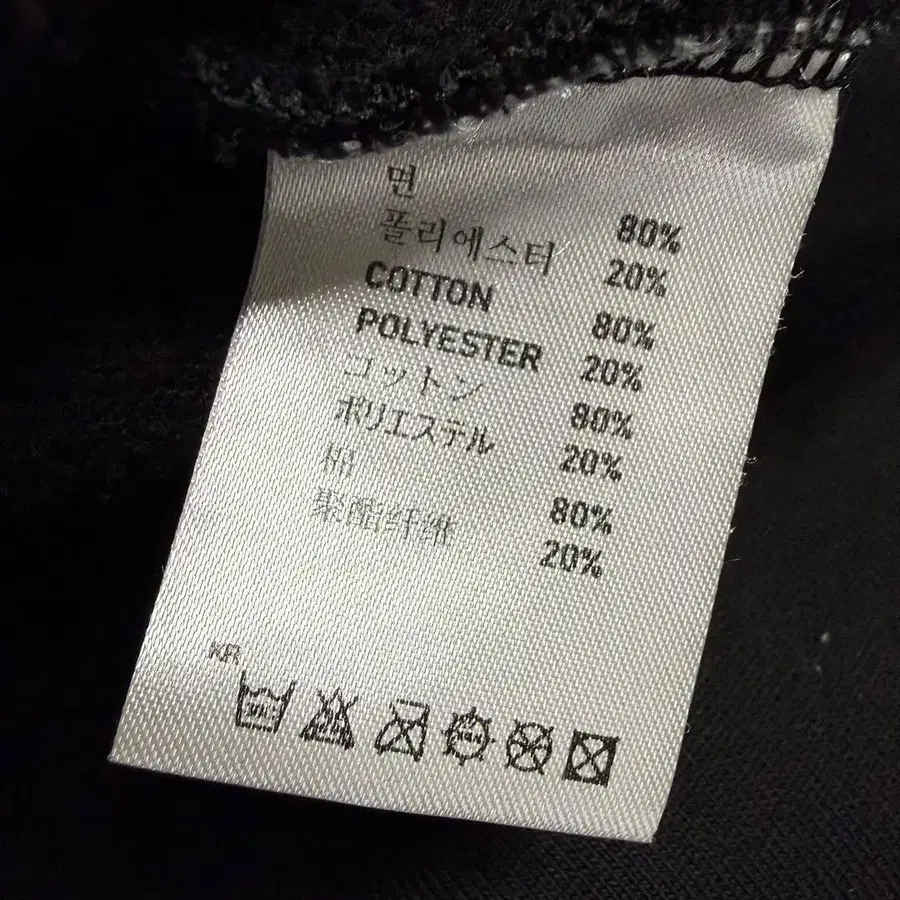 면 80%
폴리에스터 20%
COTTON 80%
POLYESTER 20%
コットン 80%
ポリエステル 20%
棉 80%
聚酯纤维 20%
KR